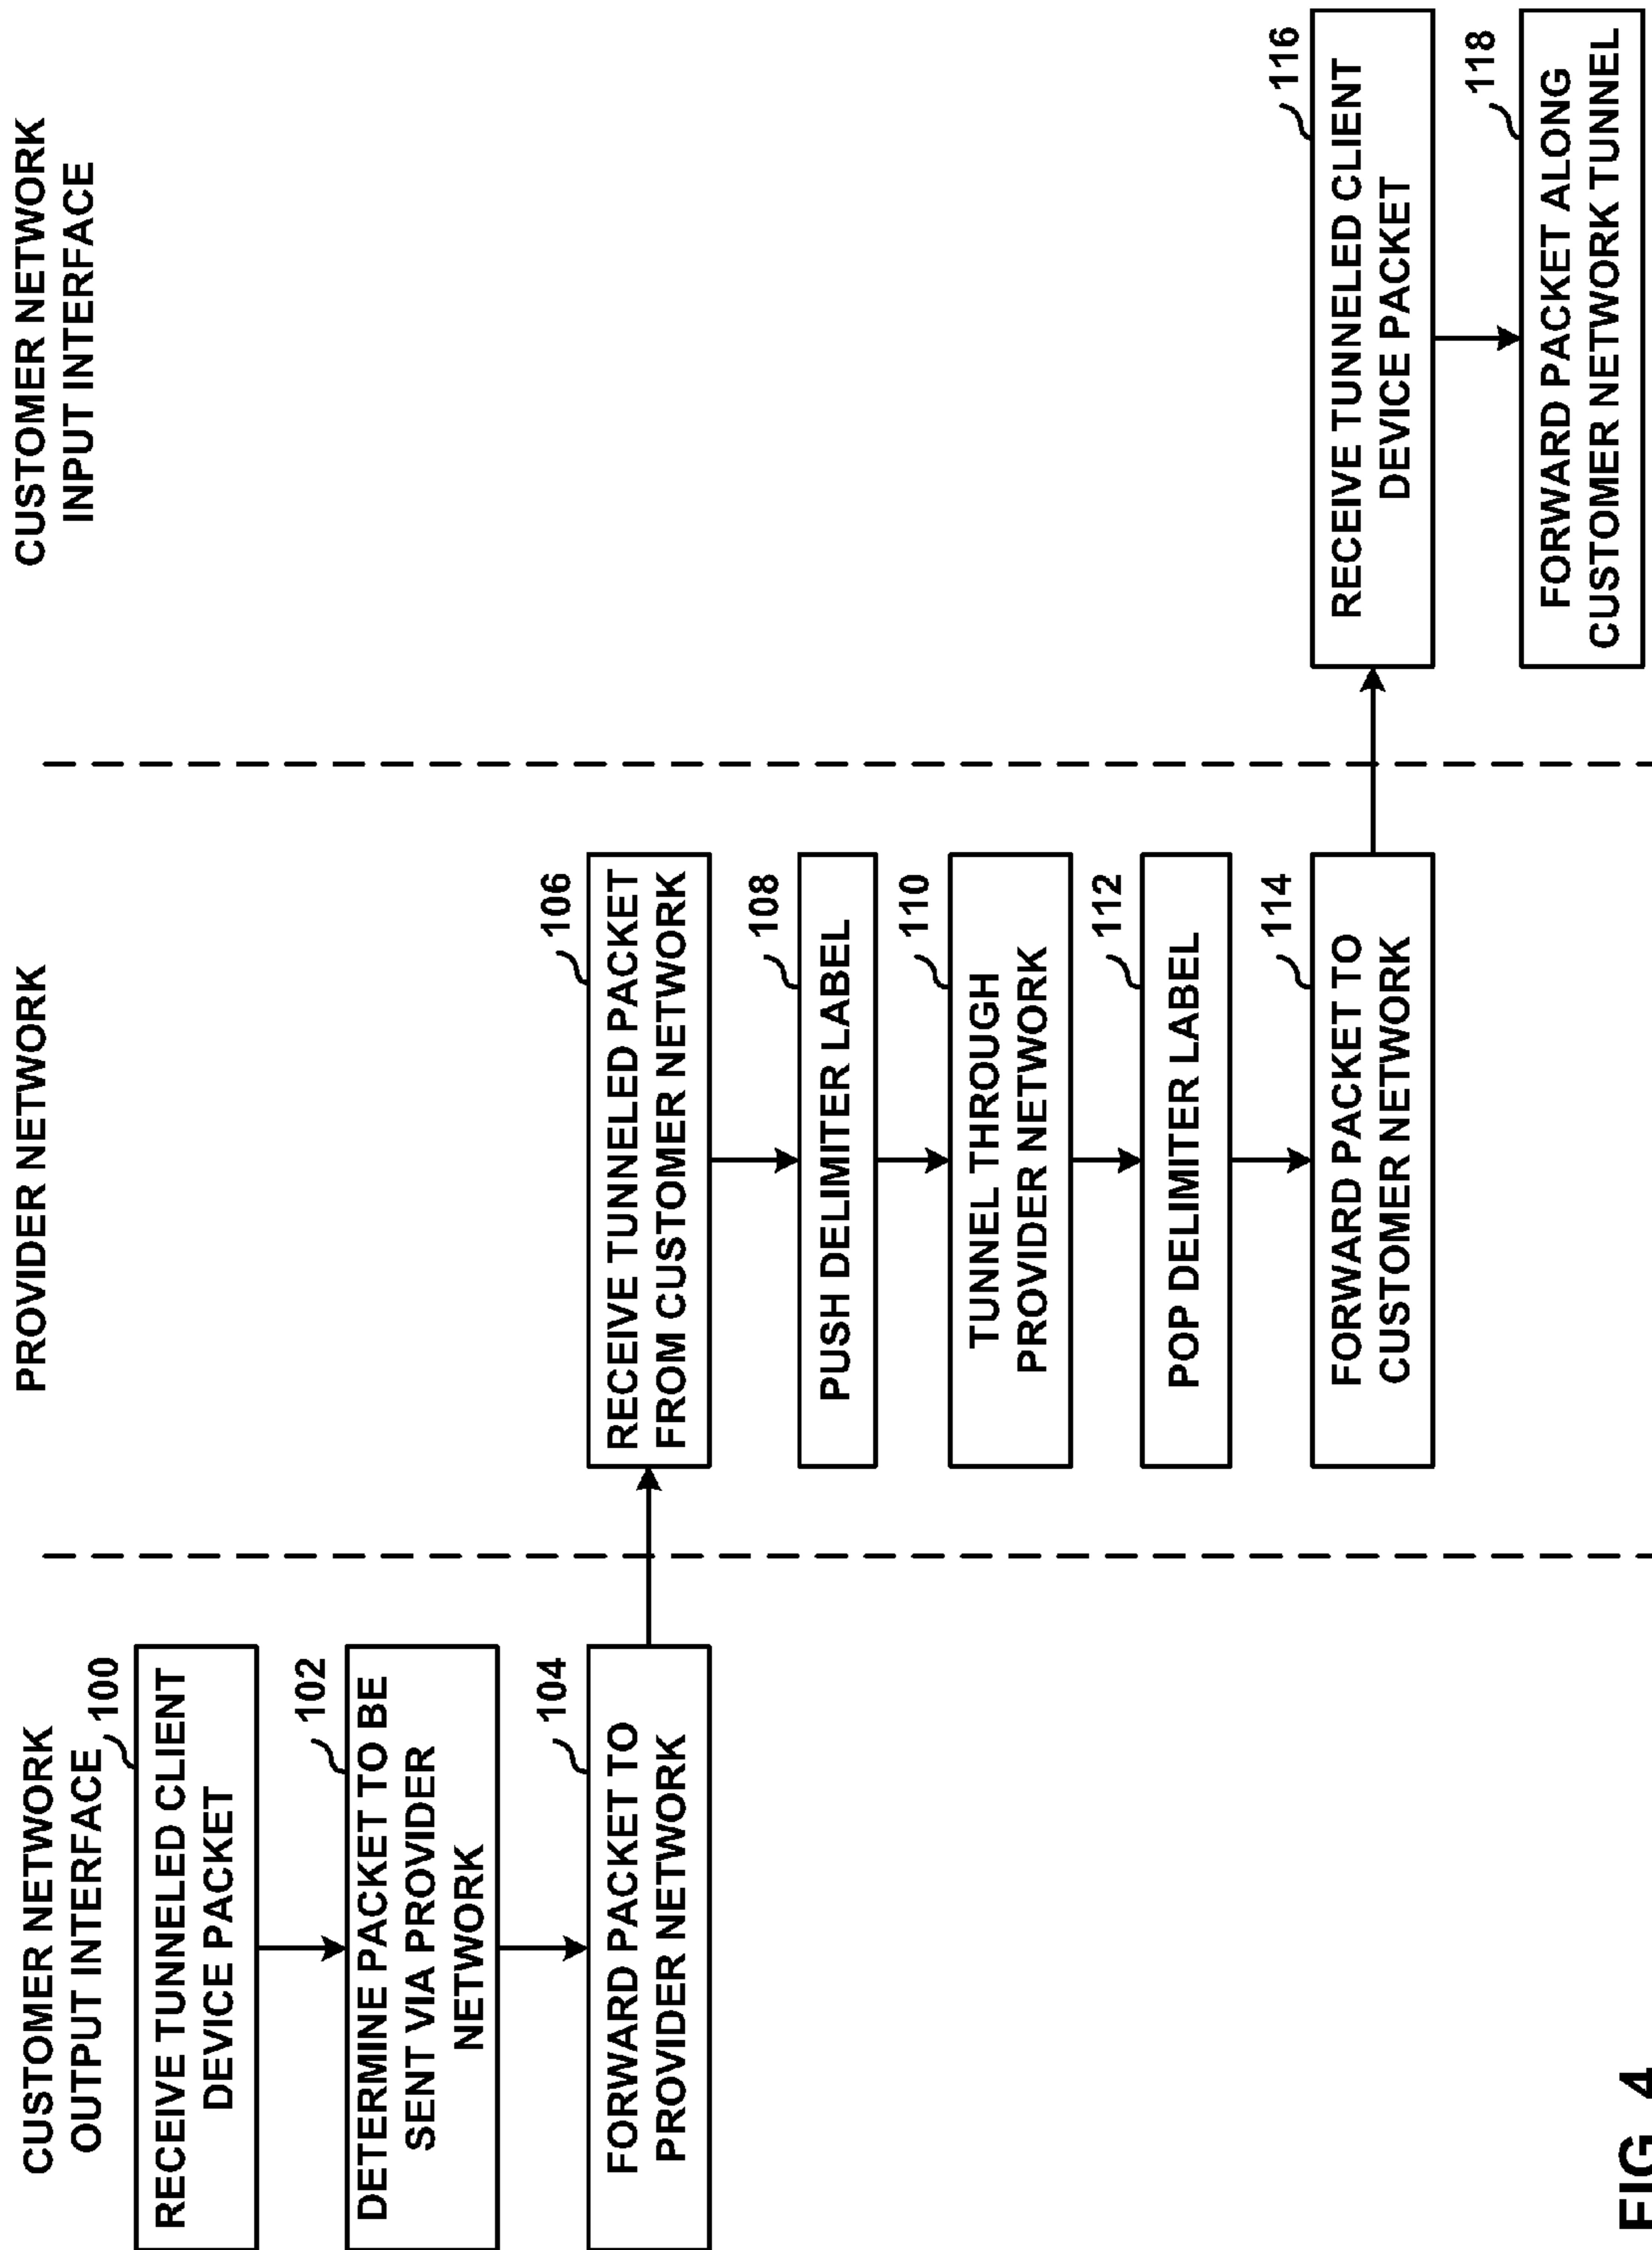 CUSTOMER NETWORK
OUTPUT INTERFACE
100
RECEIVE TUNNELED CLIENT
DEVICE PACKET
102
DETERMINE PACKET TO BE
SENT VIA PROVIDER
NETWORK
104
FORWARD PACKET TO
PROVIDER NETWORK
PROVIDER NETWORK
106
RECEIVE TUNNELED PACKET
FROM CUSTOMER NETWORK
108
PUSH DELIMITER LABEL
110
TUNNEL THROUGH
PROVIDER NETWORK
112
POP DELIMITER LABEL
114
FORWARD PACKET TO
CUSTOMER NETWORK
CUSTOMER NETWORK
INPUT INTERFACE
116
RECEIVE TUNNELED CLIENT
DEVICE PACKET
118
FORWARD PACKET ALONG
CUSTOMER NETWORK TUNNEL
FIG. 4